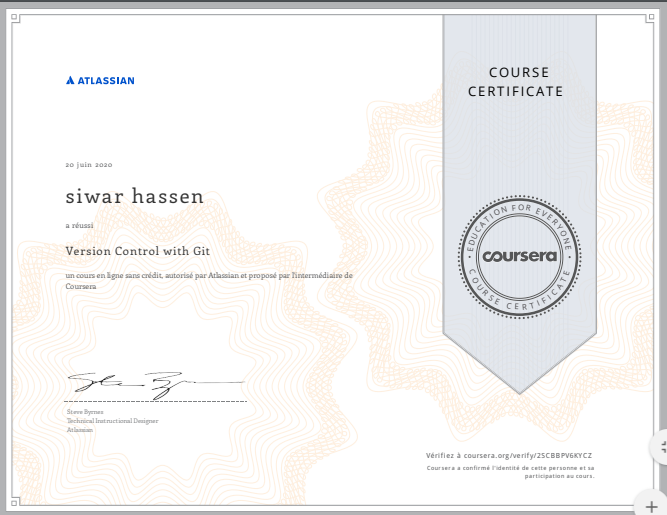 ATLASSIAN
COURSE
CERTIFICATE
20 juin 2020
siwar hassen
a réussi
Version Control with Git
un cours en ligne sans crédit, autorisé par Atlassian et proposé par l'intermédiaire de
Coursera
EDUCATION FOR EVERYONE
coursera
COURSE CERTIFICATE
Steve Byrnes
Technical Instructional Designer
Atlassian
Vérifiez à coursera.org/verify/2SCBBPV6KYCZ
Coursera a confirmé l'identité de cette personne et sa
participation au cours.